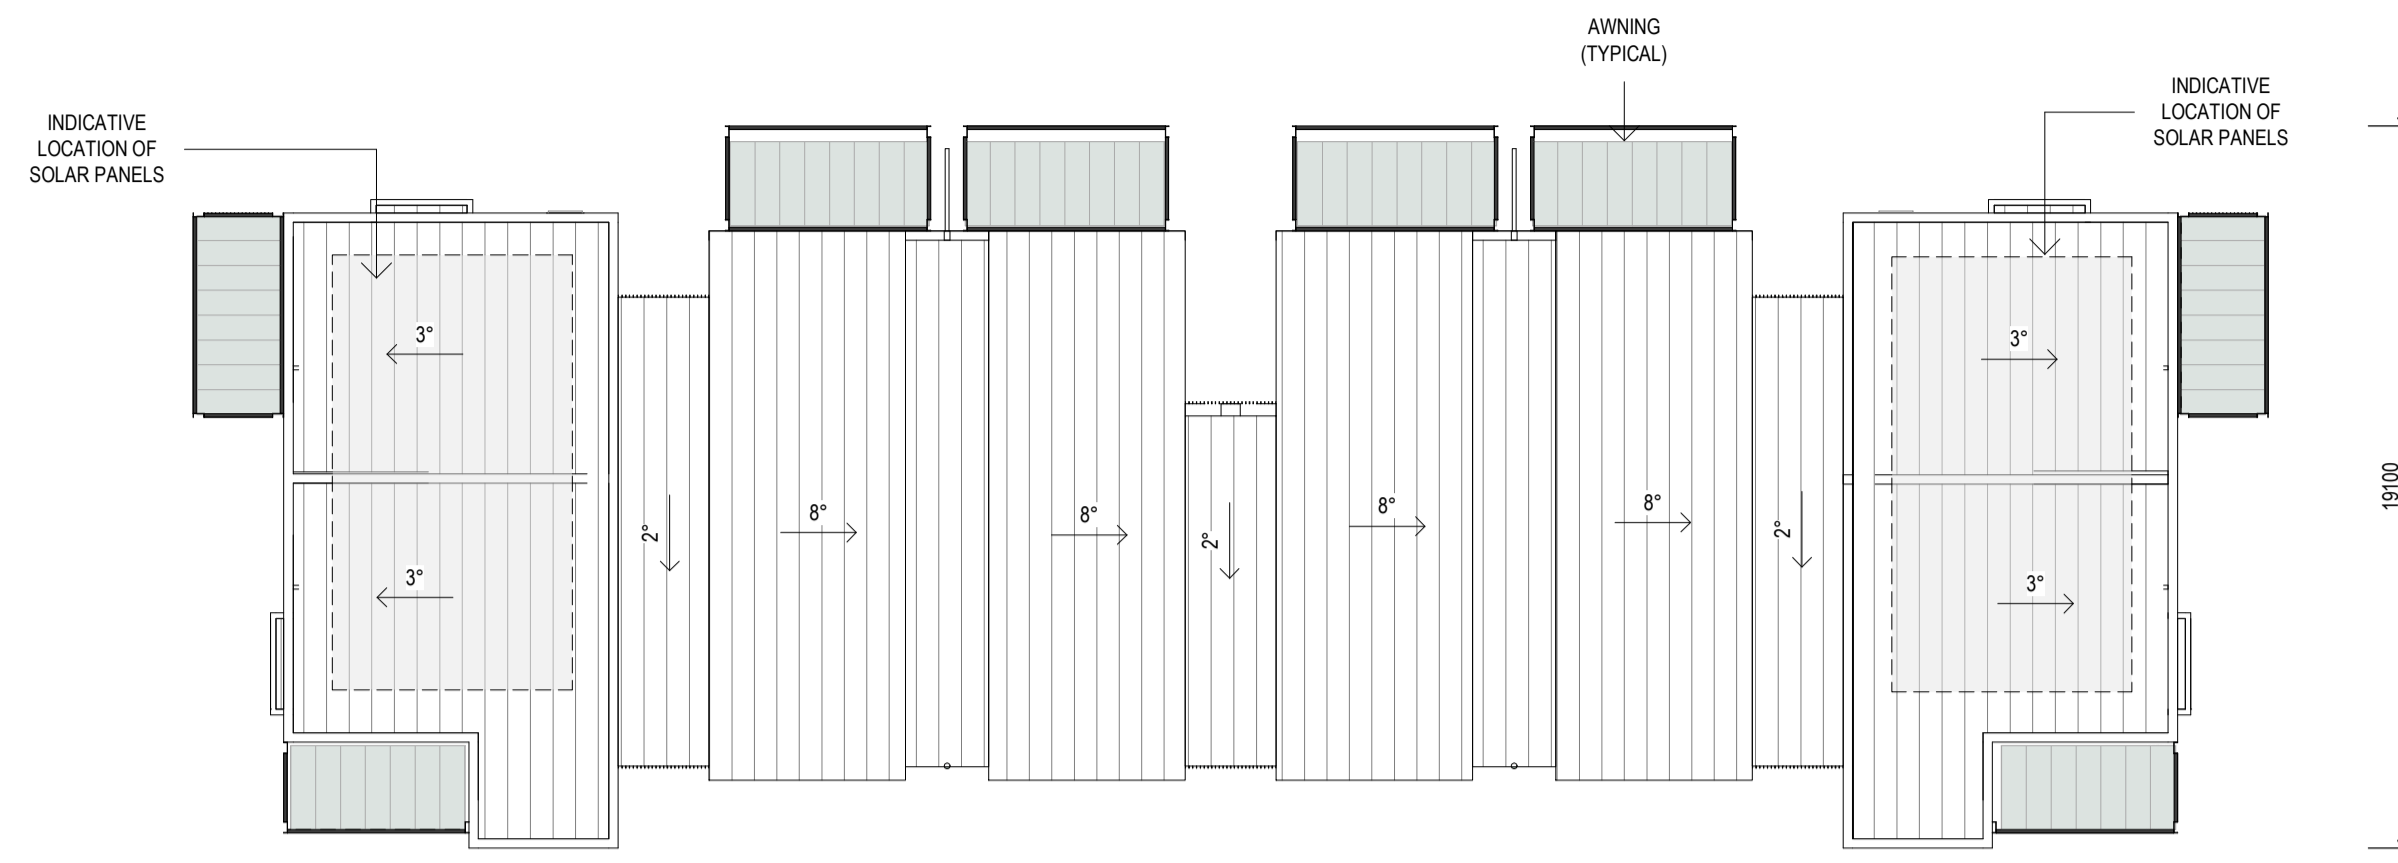 AWNING
(TYPICAL)
INDICATIVE
LOCATION OF
SOLAR PANELS
INDICATIVE
LOCATION OF
SOLAR PANELS
3°
3°
19100
8°
8°
8°
8°
2°
2°
2°
3°
3°